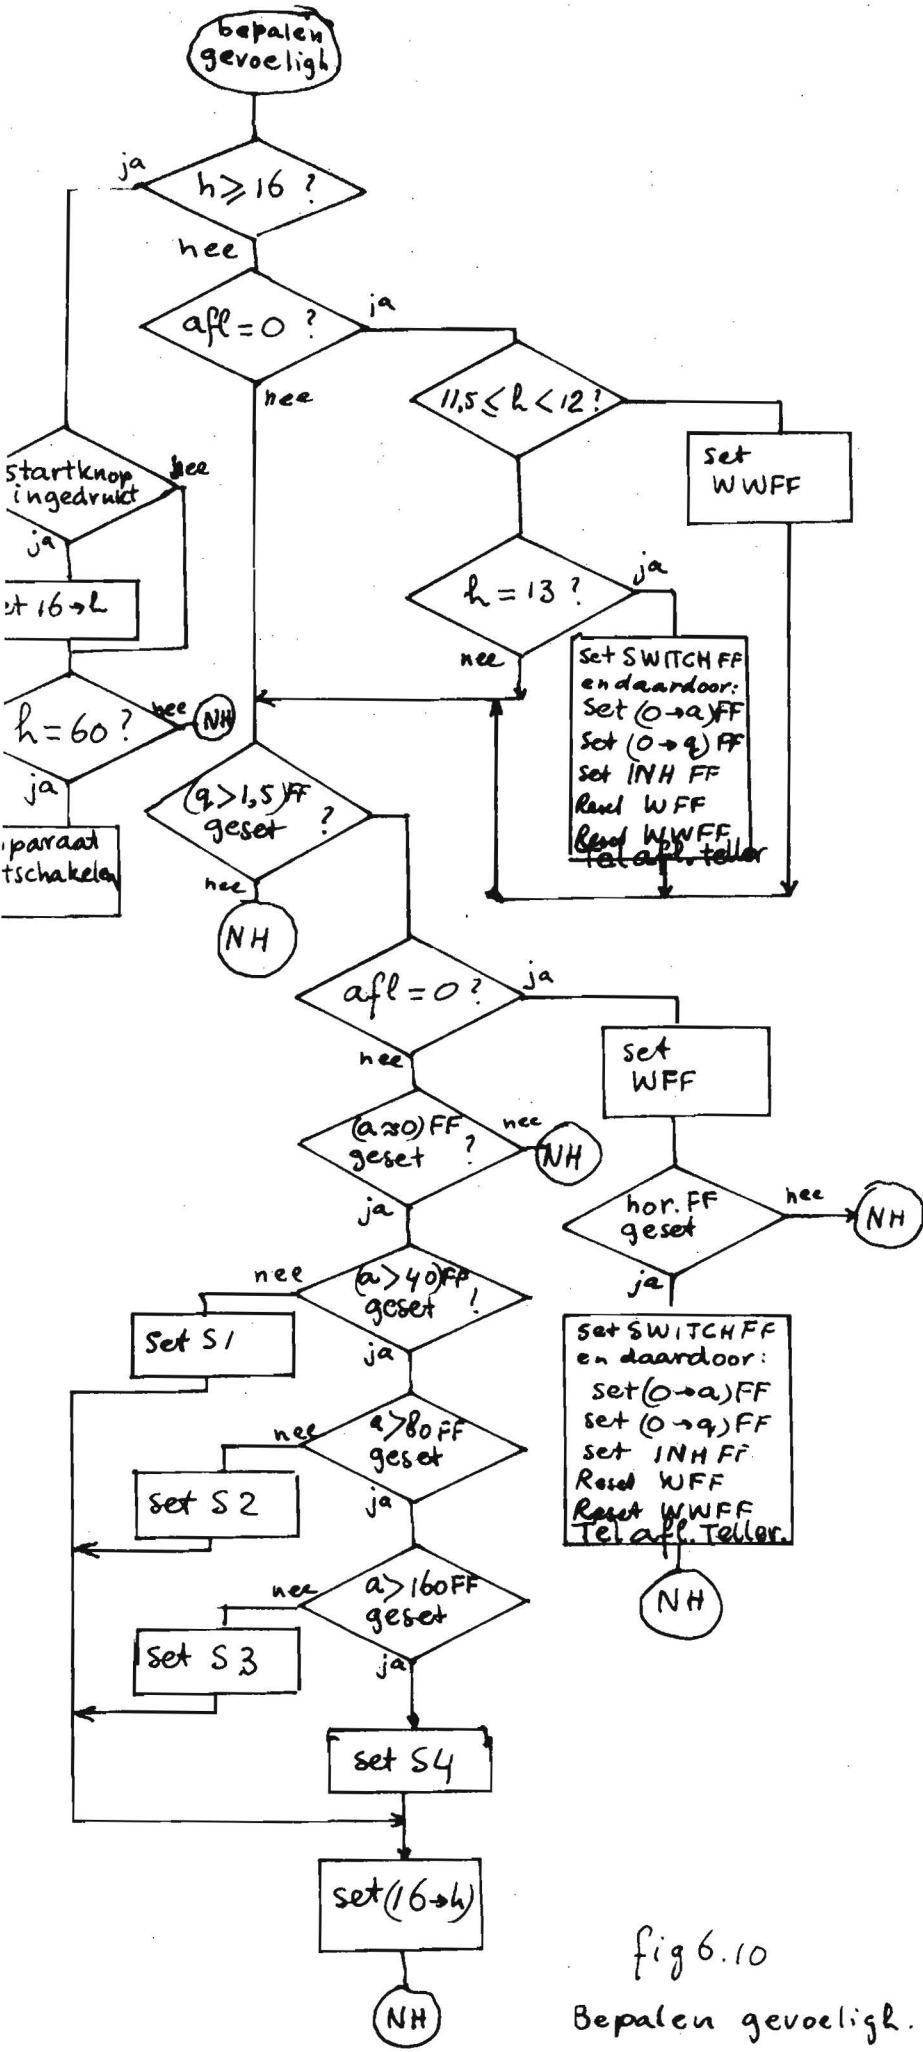 bepalen
gevoeligh
ja
h ≥ 16 ?
nee
afl = 0 ?
ja
nee
11,5 ≤ h < 12 ?
set
WWFF
startknop
ingedrukt
nee
ja
h = 13 ?
ja
nee
et 16→h
set SWITCH FF
en daardoor:
Set (0→a)FF
set (0→q) FF
set INH FF
Reset WFF
Reset WWFF
Tel afl. teller
h = 60 ?
nee
NH
ja
paraat
tschakelen
(q > 1,5)FF
geset ?
nee
NH
afl = 0 ?
ja
nee
set
WFF
(a≈0)FF
geset ?
nee
NH
ja
hor. FF
geset
nee
NH
ja
(a > 40)FF
geset !
nee
ja
set S1
set SWITCH FF
en daardoor:
set (0→a)FF
set (0→q)FF
set INH FF
Reset WFF
Reset WWFF
Tel afl. Teller.
NH
a > 80 FF
geset
nee
ja
set S2
a > 160 FF
geset
nee
ja
set S3
set S4
set (16→h)
NH
fig 6.10
Bepalen gevoeligh.